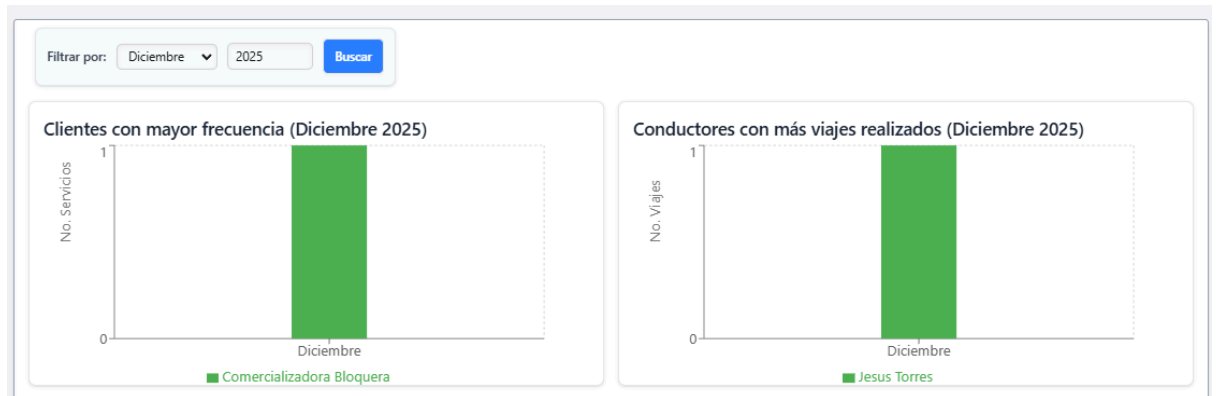 Filtrar por: Diciembre 2025 Buscar
Clientes con mayor frecuencia (Diciembre 2025)
1
No. Servicios
0
Diciembre
Comercializadora Bloquera
Conductores con más viajes realizados (Diciembre 2025)
1
No. Viajes
0
Diciembre
Jesus Torres